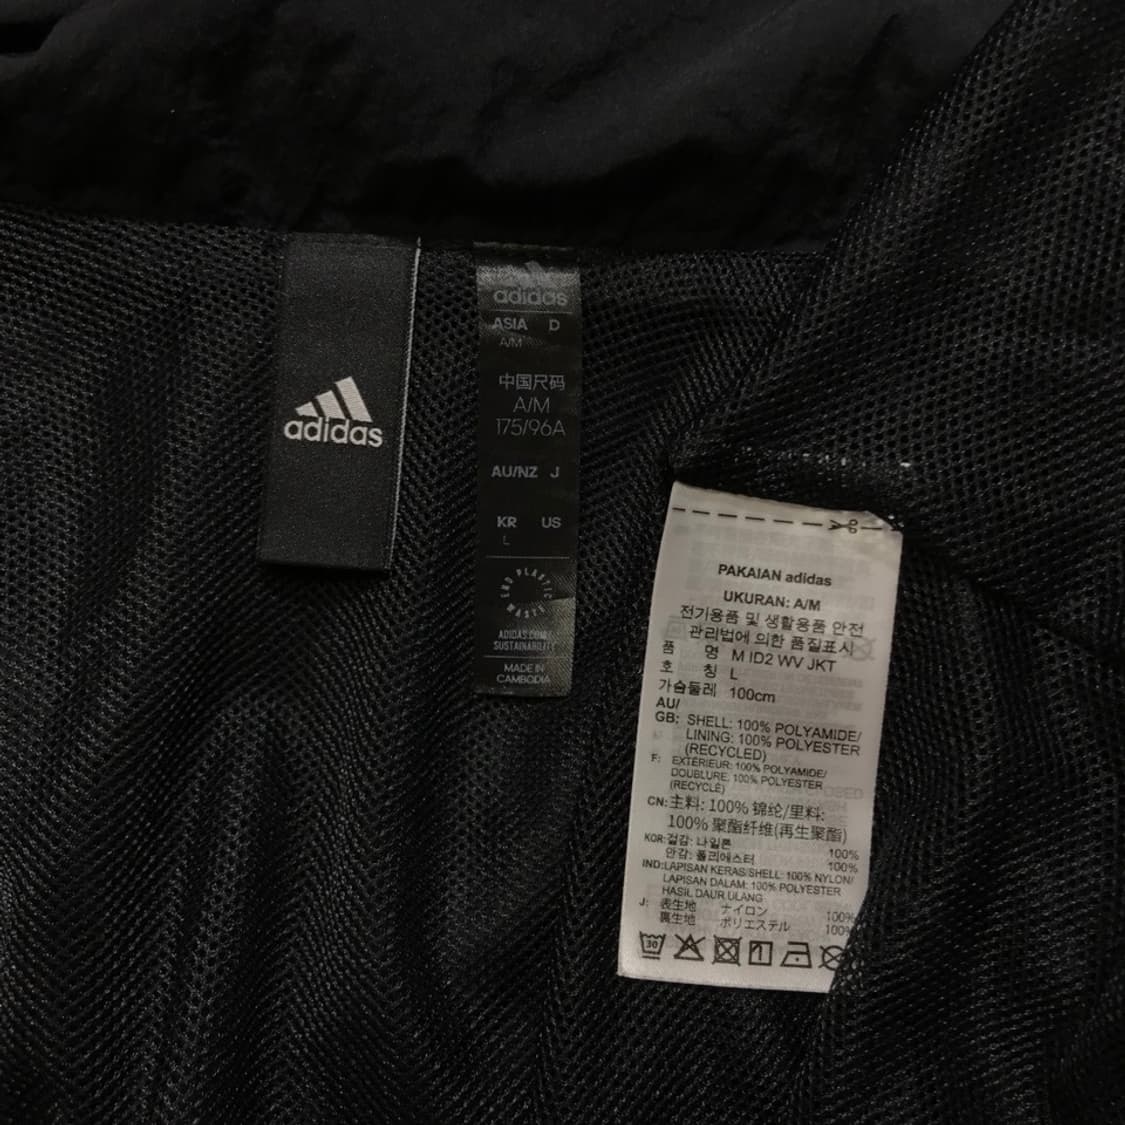 adidas
adidas
ASIA D
A/M
中国尺码
A/M
175/96A
AU/NZ J
KR US
L
END PLASTIC WASTE
ADIDAS.COM/
SUSTAINABILITY
MADE IN
CAMBODIA
PAKAIAN adidas
UKURAN: A/M
전기용품 및 생활용품 안전
관리법에 의한 품질표시
품 명 M ID2 WV JKT
호 칭 L
가슴둘레 100cm
AU/
GB: SHELL: 100% POLYAMIDE/
LINING: 100% POLYESTER
(RECYCLED)
F: EXTÉRIEUR: 100% POLYAMIDE/
DOUBLURE: 100% POLYESTER
(RECYCLÉ)
CN: 主料: 100% 锦纶/里料:
100% 聚酯纤维(再生聚酯)
KOR: 겉감: 나일론 100%
안감: 폴리에스터 100%
IND: LAPISAN KERAS/SHELL: 100% NYLON/
LAPISAN DALAM: 100% POLYESTER
HASIL DAUR ULANG
J: 表生地 ナイロン 100%
裏生地 ポリエステル 100%
30